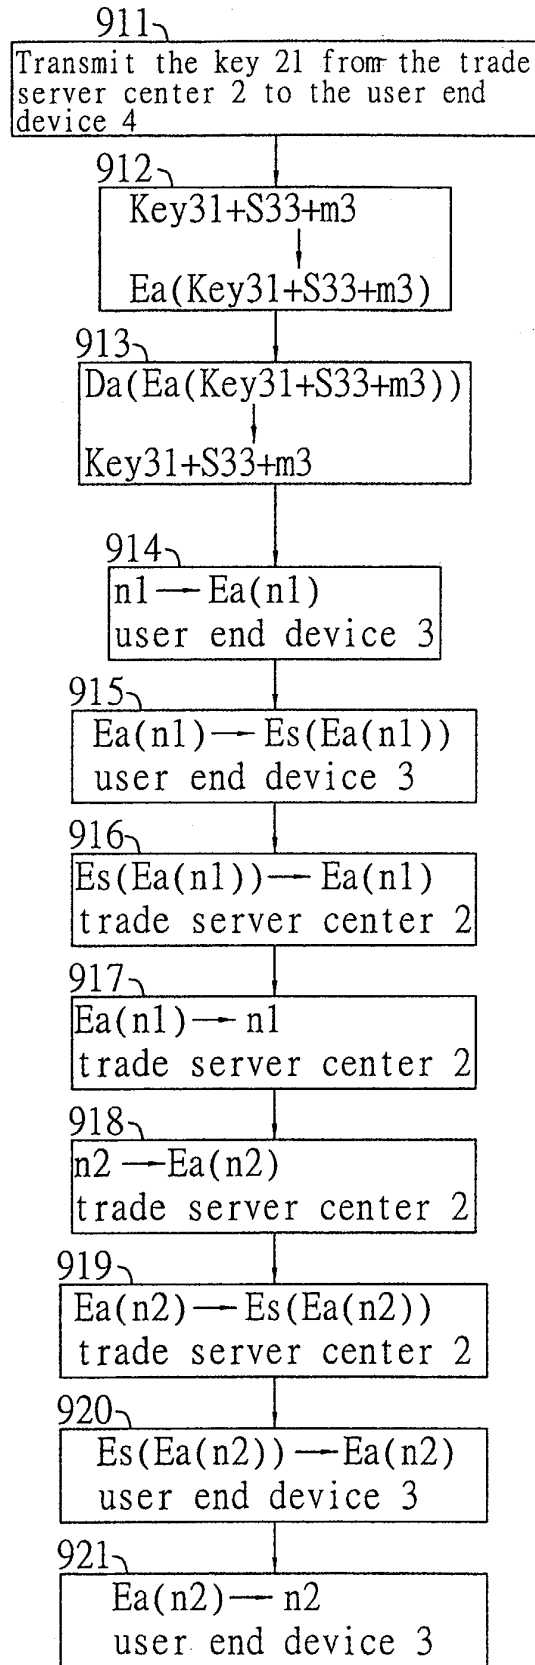 911
Transmit the key 21 from the trade
server center 2 to the user end
device 4
912
Key31+S33+m3
↓
Ea(Key31+S33+m3)
913
Da(Ea(Key31+S33+m3))
↓
Key31+S33+m3
914
n1→Ea(n1)
user end device 3
915
Ea(n1)→Es(Ea(n1))
user end device 3
916
Es(Ea(n1))→Ea(n1)
trade server center 2
917
Ea(n1)→n1
trade server center 2
918
n2→Ea(n2)
trade server center 2
919
Ea(n2)→Es(Ea(n2))
trade server center 2
920
Es(Ea(n2))→Ea(n2)
user end device 3
921
Ea(n2)→n2
user end device 3